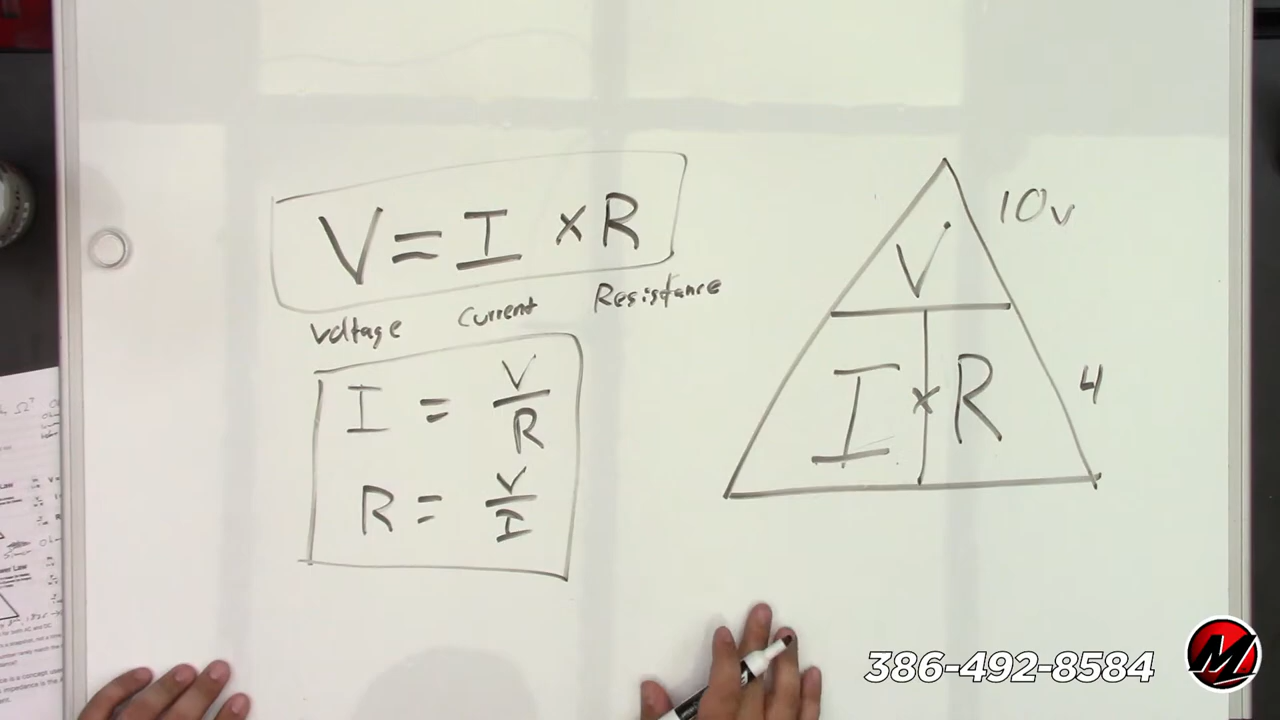 V = I × R
Voltage Current Resistance
I = V/R
R = V/I
10v
V
I × R
4
386-492-8584
M